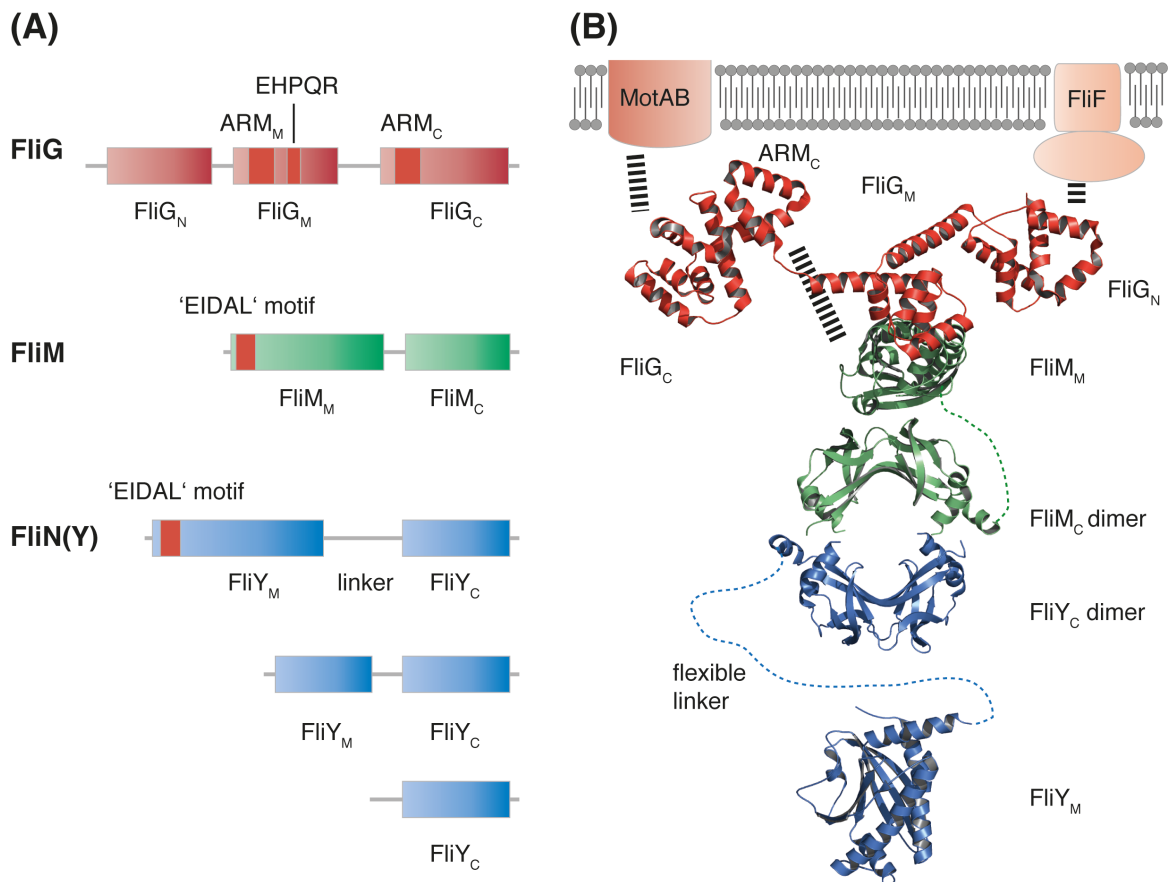 (A)
EHPQR
ARM_M
ARM_C
FliG
FliG_N
FliG_M
FliG_C
'EIDAL' motif
FliM
FliM_M
FliM_C
'EIDAL' motif
FliN(Y)
FliY_M
linker
FliY_C
FliY_M
FliY_C
FliY_C
(B)
MotAB
FliF
ARM_C
FliG_M
FliG_N
FliG_C
FliM_M
FliM_C dimer
FliY_C dimer
flexible
linker
FliY_M